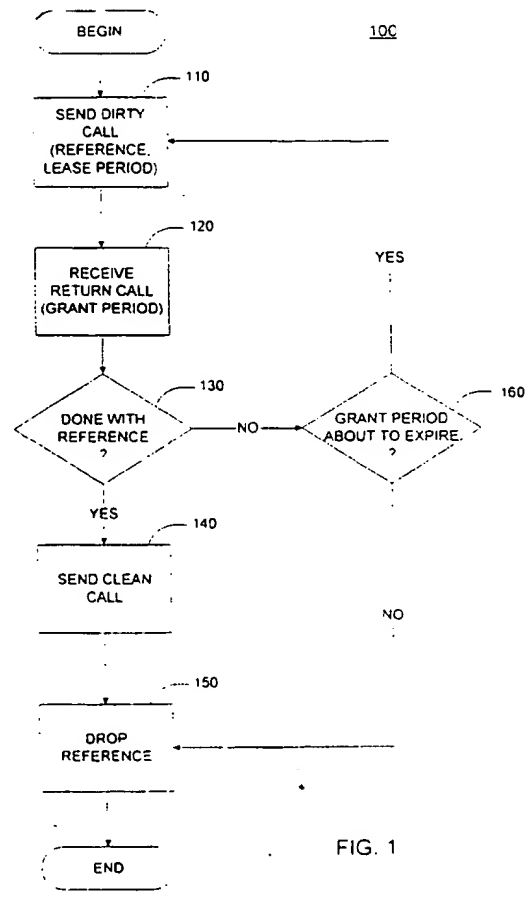 BEGIN
100
110
SEND DIRTY
CALL
(REFERENCE,
LEASE PERIOD)
120
RECEIVE
RETURN CALL
(GRANT PERIOD)
YES
130
DONE WITH
REFERENCE
?
NO
160
GRANT PERIOD
ABOUT TO EXPIRE
?
YES
140
SEND CLEAN
CALL
NO
150
DROP
REFERENCE
END
FIG. 1